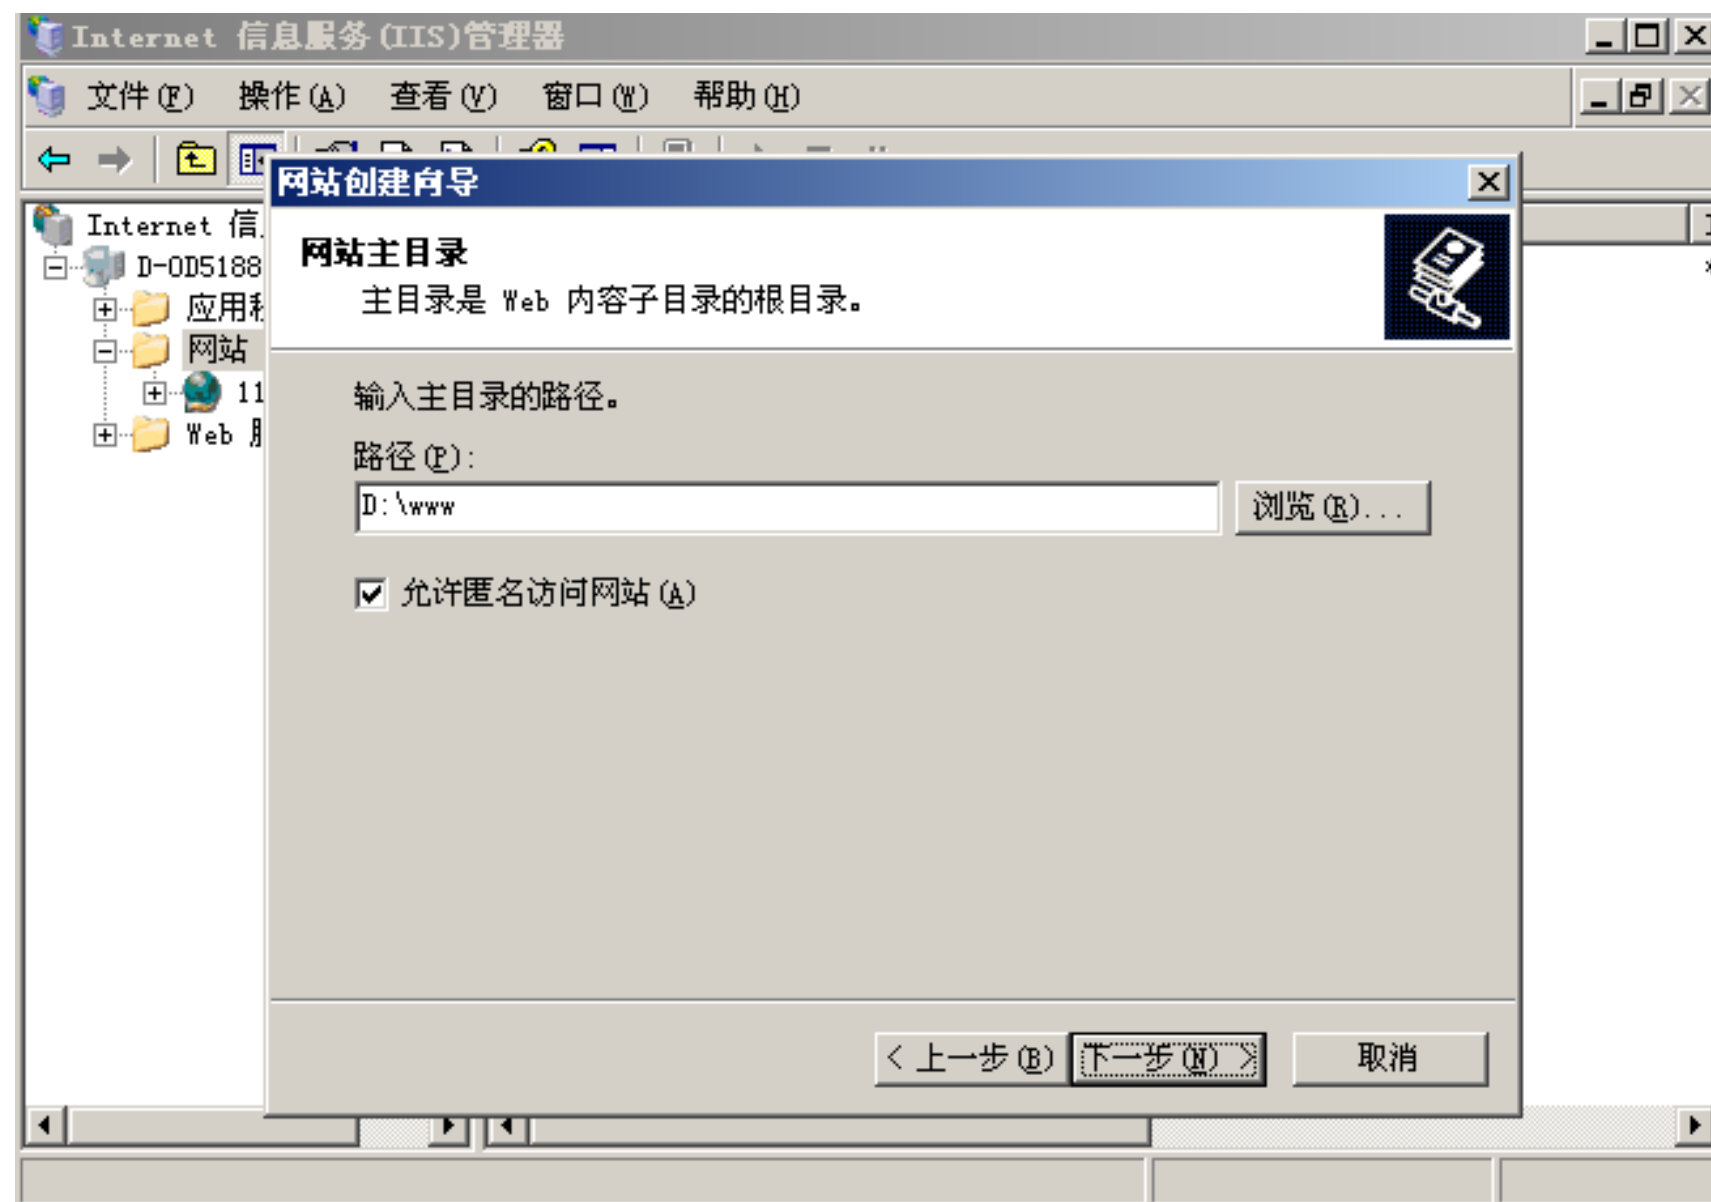 Internet 信息服务(IIS)管理器
文件(F) 操作(A) 查看(V) 窗口(W) 帮助(H)
网站创建向导
Internet 信
D-OD5188
应用
网站
11
Web
网站主目录
主目录是 Web 内容子目录的根目录。
输入主目录的路径。
路径(P):
D:\www
浏览(R)...
允许匿名访问网站(A)
< 上一步(B)
下一步(N) >
取消